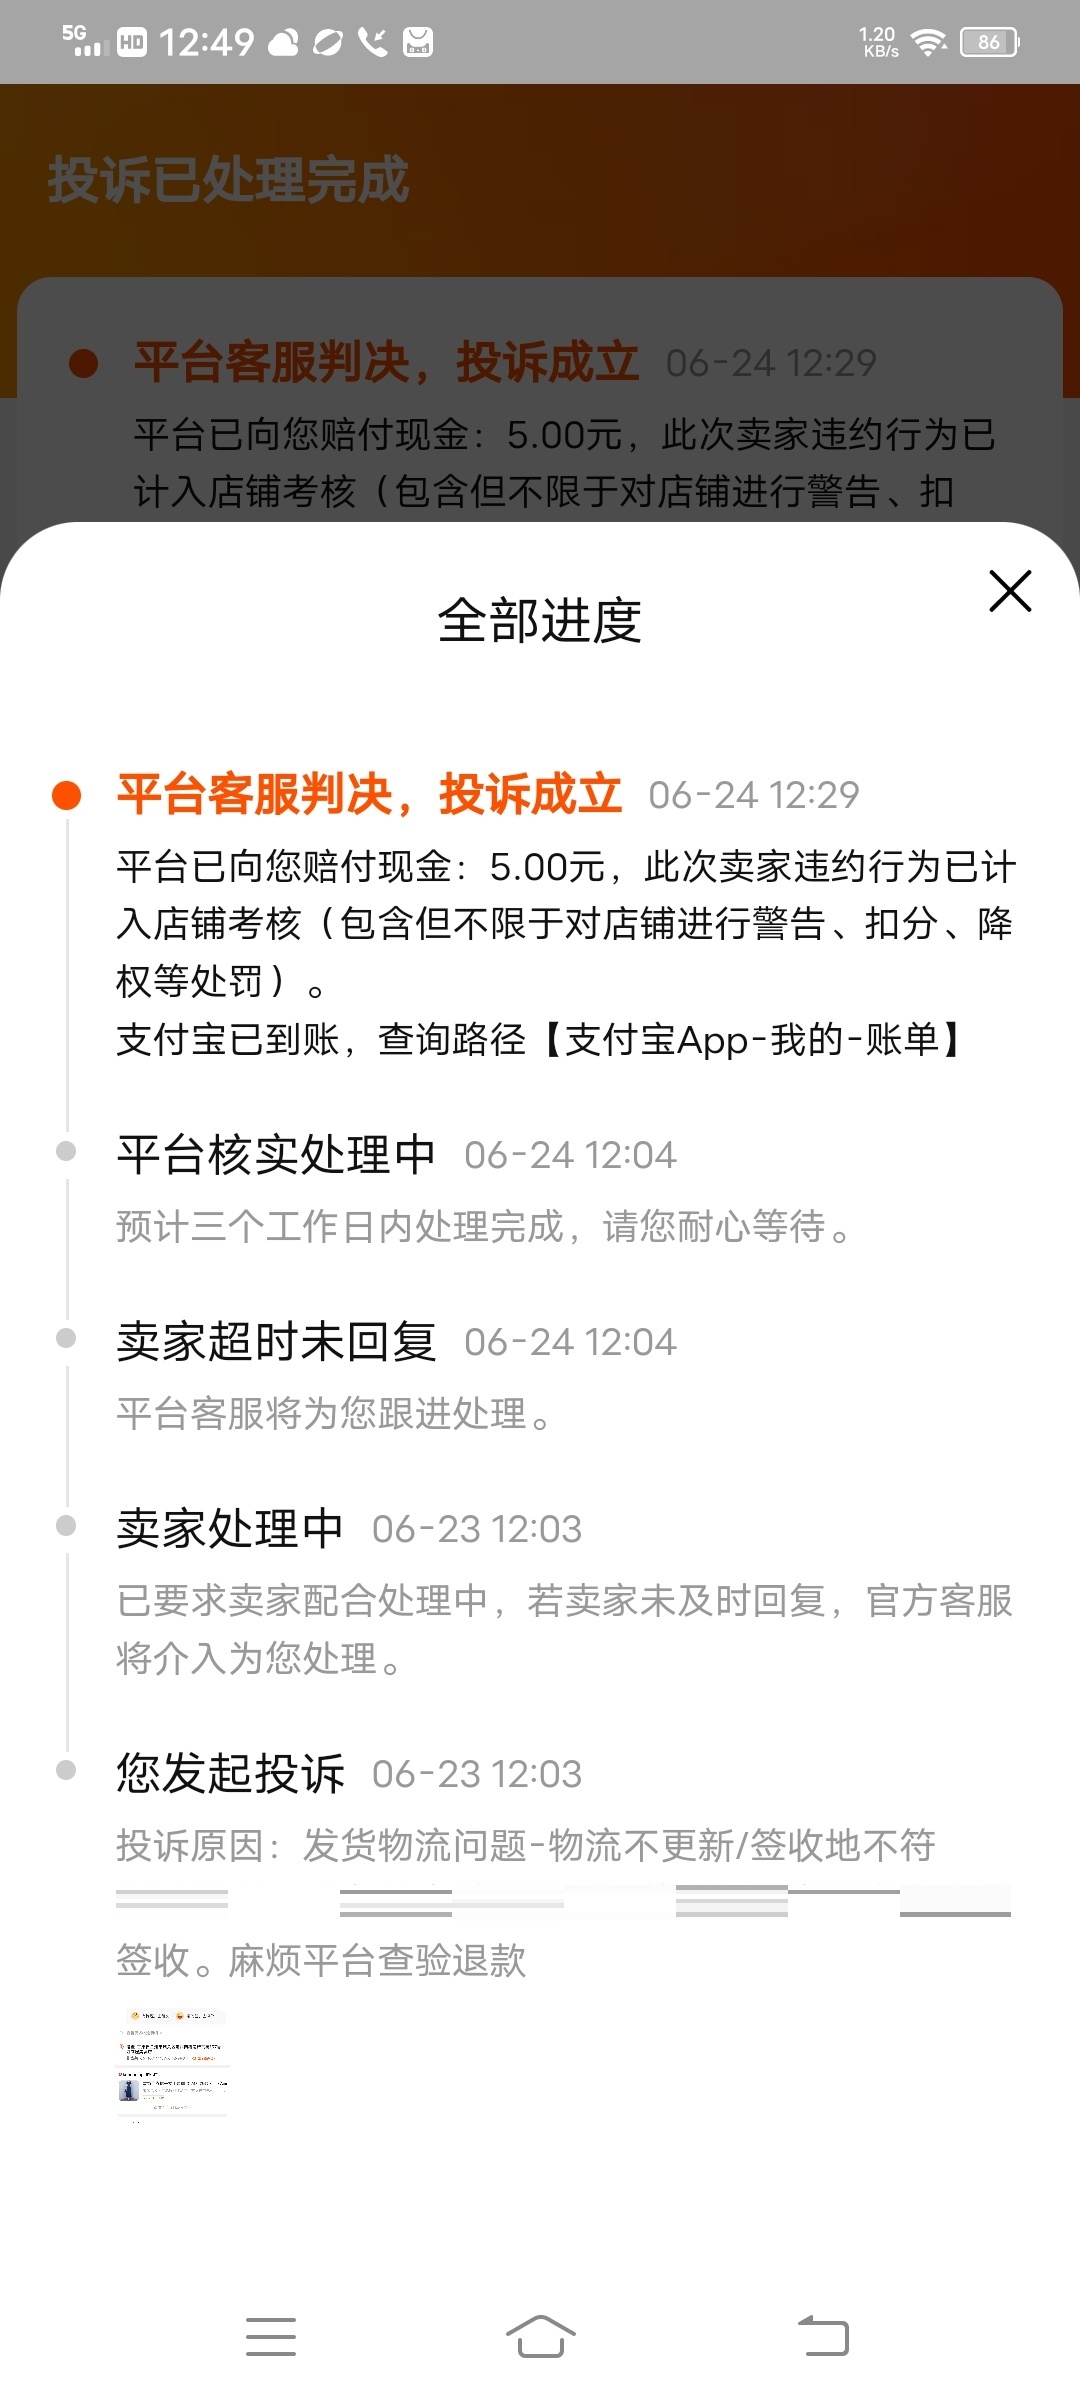 5G HD 12:49 1.20 KB/s 86
投诉已处理完成
平台客服判决，投诉成立 06-24 12:29
平台已向您赔付现金：5.00元，此次卖家违约行为已
计入店铺考核（包含但不限于对店铺进行警告、扣
全部进度
平台客服判决，投诉成立 06-24 12:29
平台已向您赔付现金：5.00元，此次卖家违约行为已计
入店铺考核（包含但不限于对店铺进行警告、扣分、降
权等处罚）。
支付宝已到账，查询路径【支付宝App-我的-账单】
平台核实处理中 06-24 12:04
预计三个工作日内处理完成，请您耐心等待。
卖家超时未回复 06-24 12:04
平台客服将为您跟进处理。
卖家处理中 06-23 12:03
已要求卖家配合处理中，若卖家未及时回复，官方客服
将介入为您处理。
您发起投诉 06-23 12:03
投诉原因：发货物流问题-物流不更新/签收地不符
签收。麻烦平台查验退款